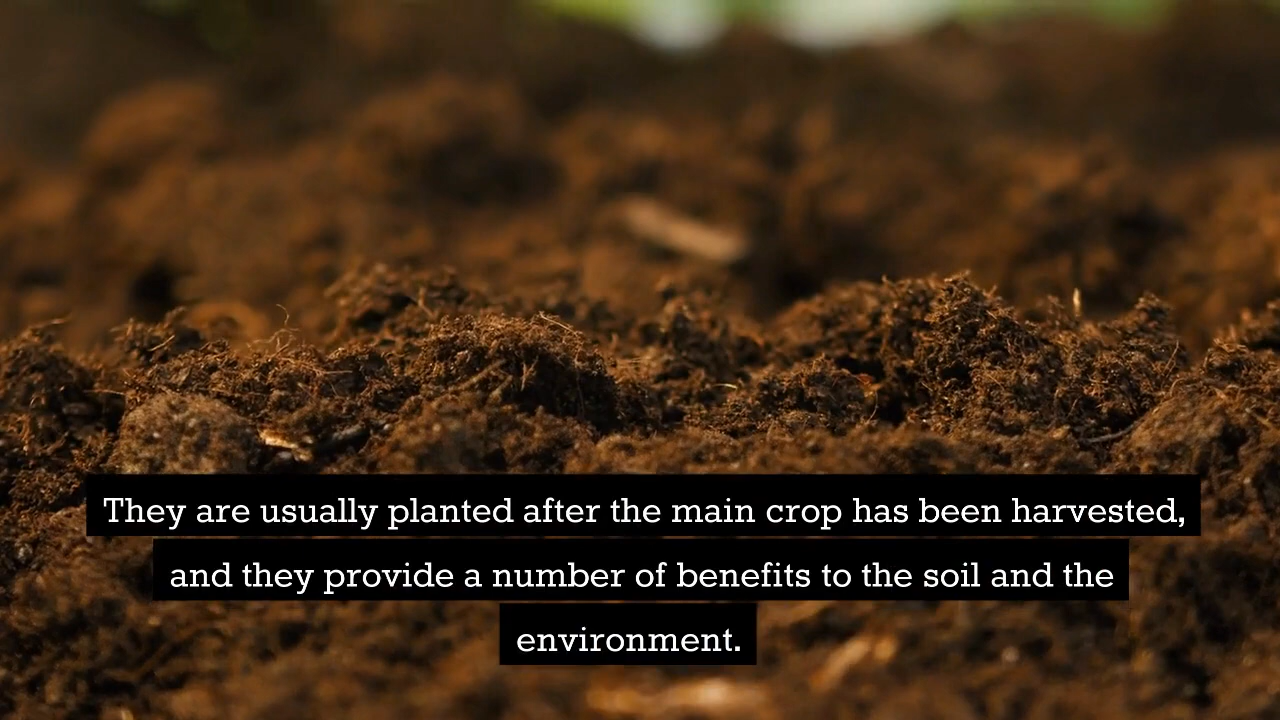 They are usually planted after the main crop has been harvested,
and they provide a number of benefits to the soil and the
environment.